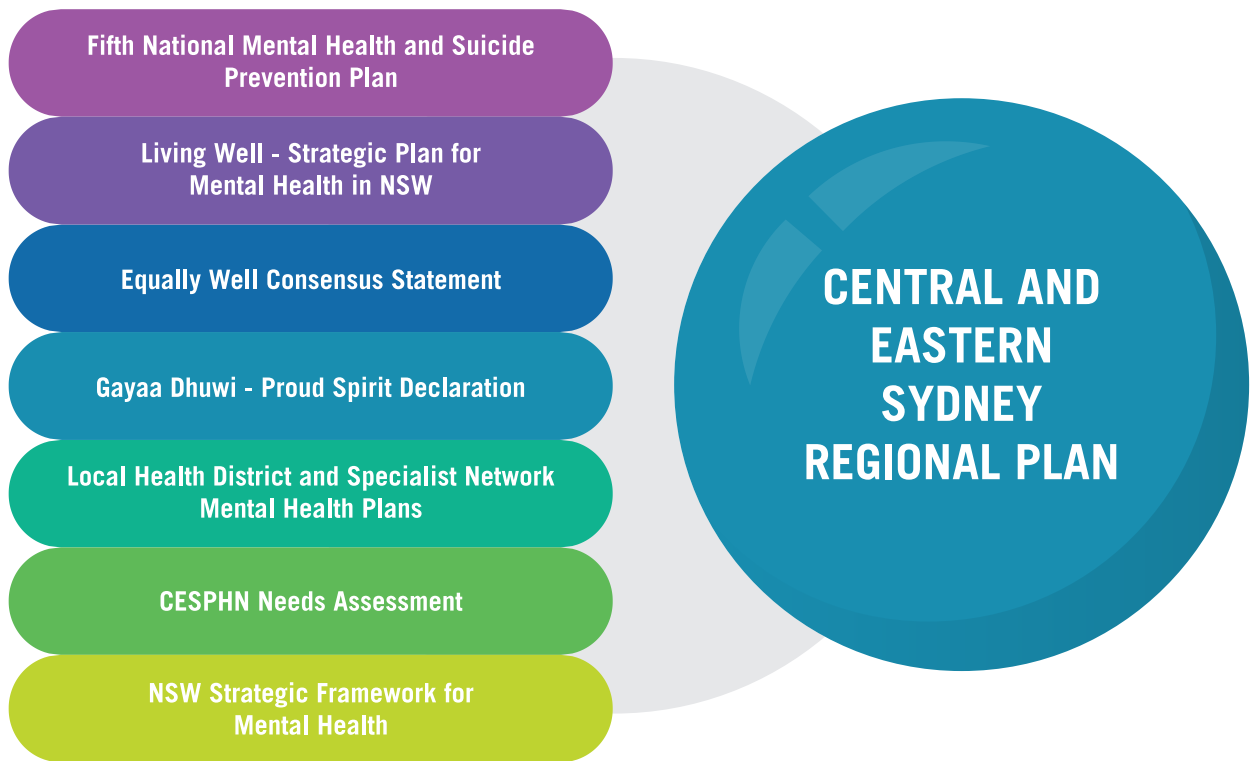 Fifth National Mental Health and Suicide
Prevention Plan
Living Well - Strategic Plan for
Mental Health in NSW
Equally Well Consensus Statement
Gayaa Dhuwi - Proud Spirit Declaration
Local Health District and Specialist Network
Mental Health Plans
CESPHN Needs Assessment
NSW Strategic Framework for
Mental Health
CENTRAL AND
EASTERN
SYDNEY
REGIONAL PLAN